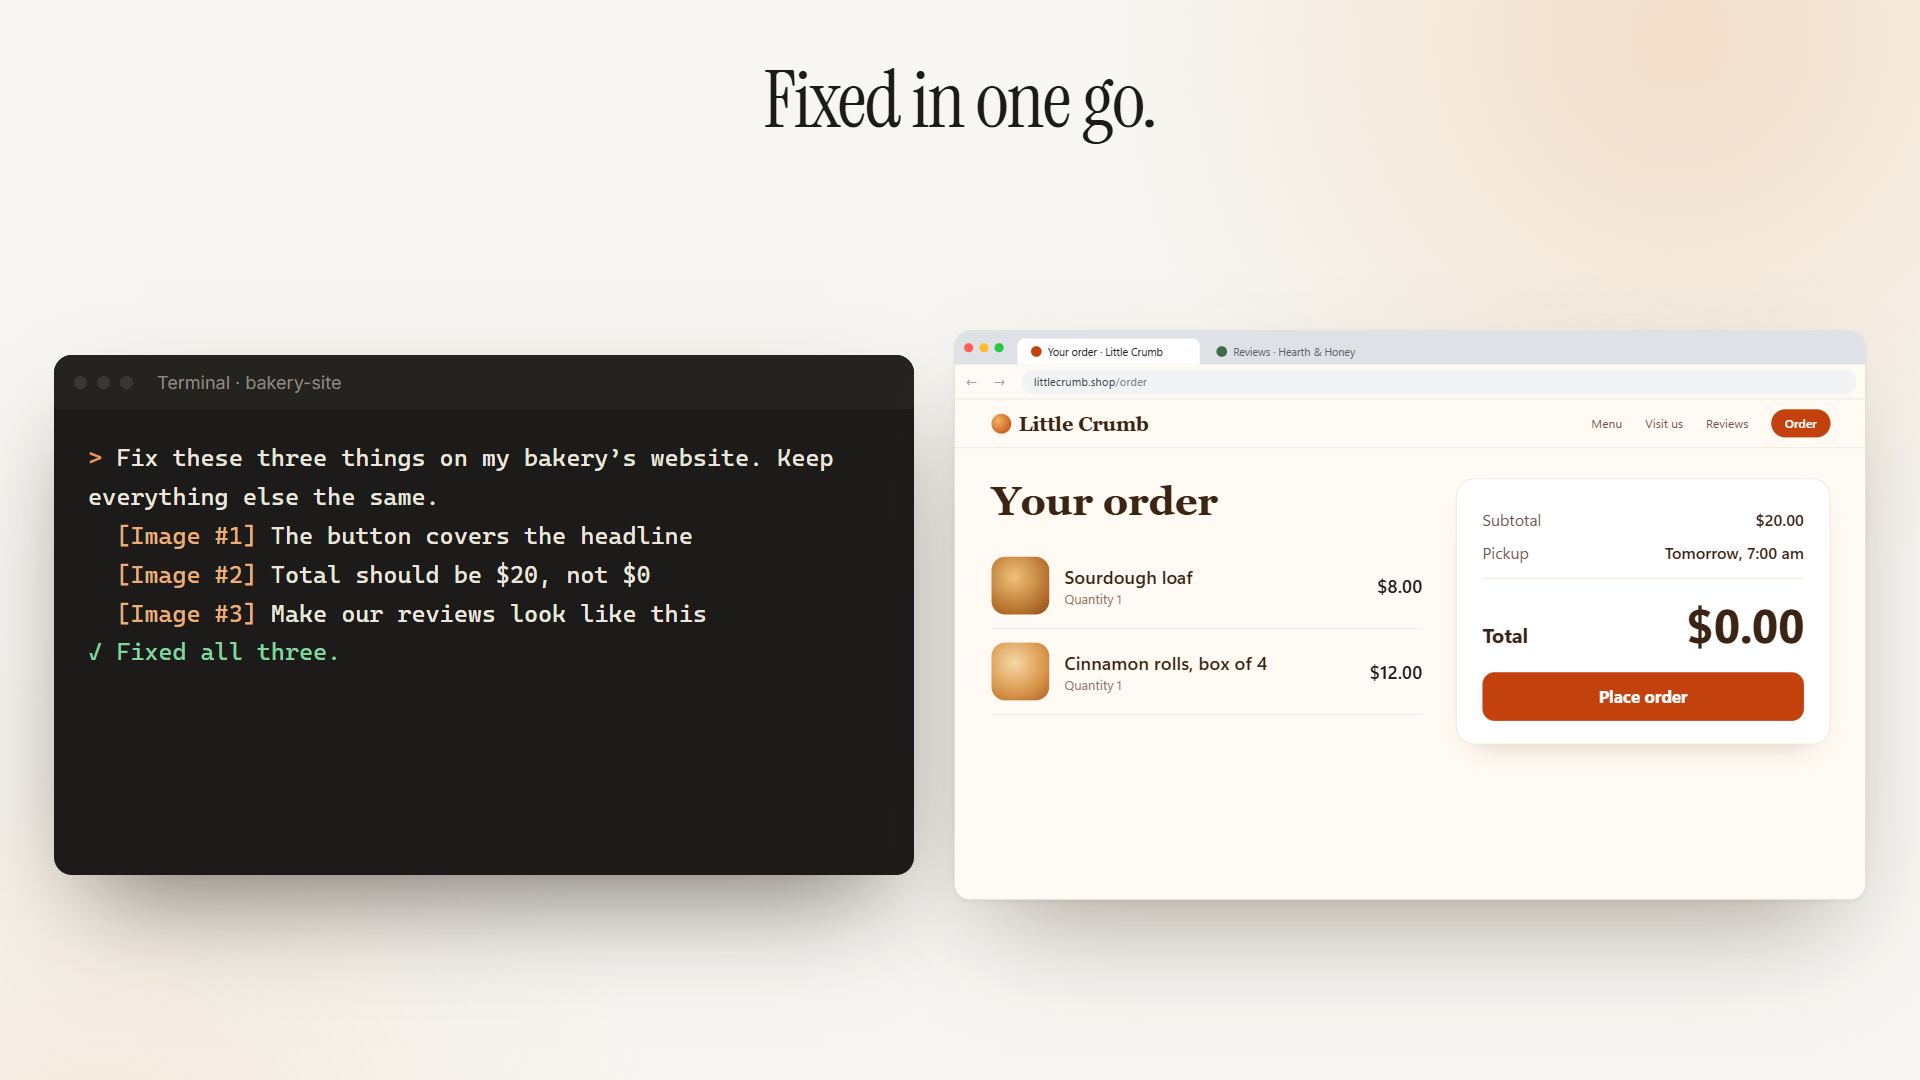 Fixed in one go.
Terminal · bakery-site
> Fix these three things on my bakery’s website. Keep
everything else the same.
[Image #1] The button covers the headline
[Image #2] Total should be $20, not $0
[Image #3] Make our reviews look like this
✓ Fixed all three.
Your order · Little Crumb
Reviews · Hearth & Honey
← → littlecrumb.shop/order
Little Crumb
Menu Visit us Reviews Order
Your order
Sourdough loaf
Quantity 1
$8.00
Cinnamon rolls, box of 4
Quantity 1
$12.00
Subtotal $20.00
Pickup Tomorrow, 7:00 am
Total $0.00
Place order